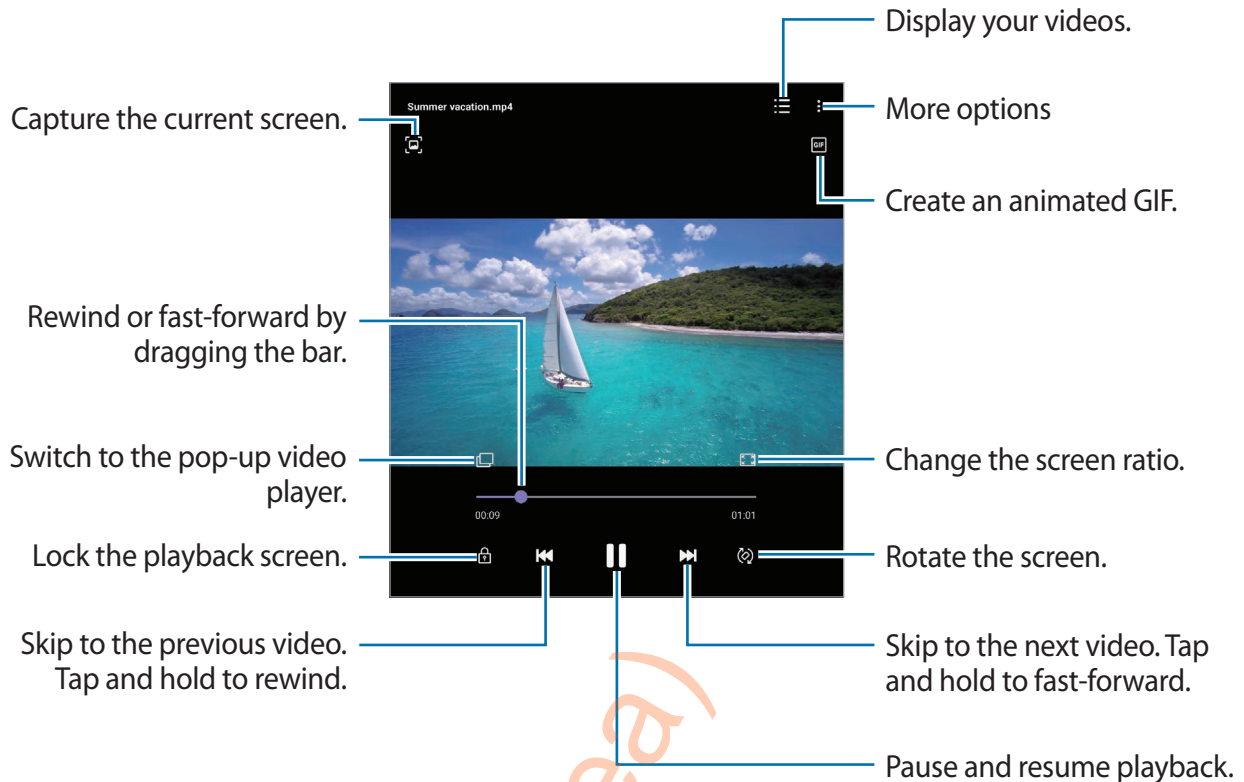 Display your videos.
Summer vacation.mp4
More options
Capture the current screen.
GIF
Create an animated GIF.
Rewind or fast-forward by
dragging the bar.
Switch to the pop-up video
player.
Change the screen ratio.
00:09
01:01
Lock the playback screen.
Rotate the screen.
Skip to the previous video.
Tap and hold to rewind.
Skip to the next video. Tap
and hold to fast-forward.
ea)
Pause and resume playback.